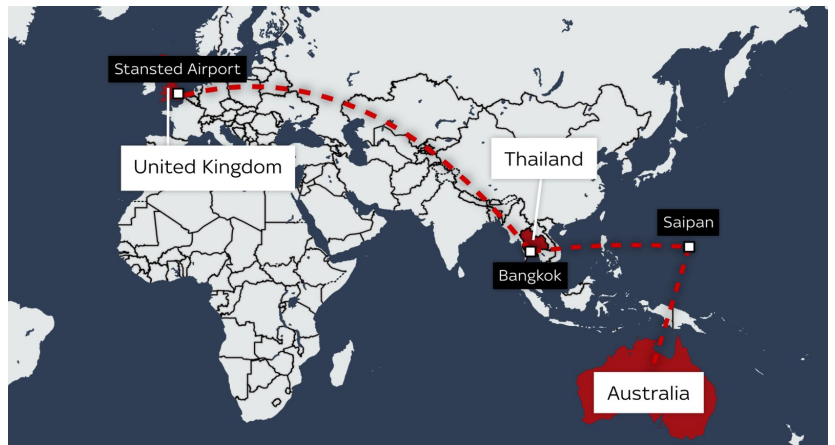 Stansted Airport
United Kingdom
Thailand
Saipan
Bangkok
Australia